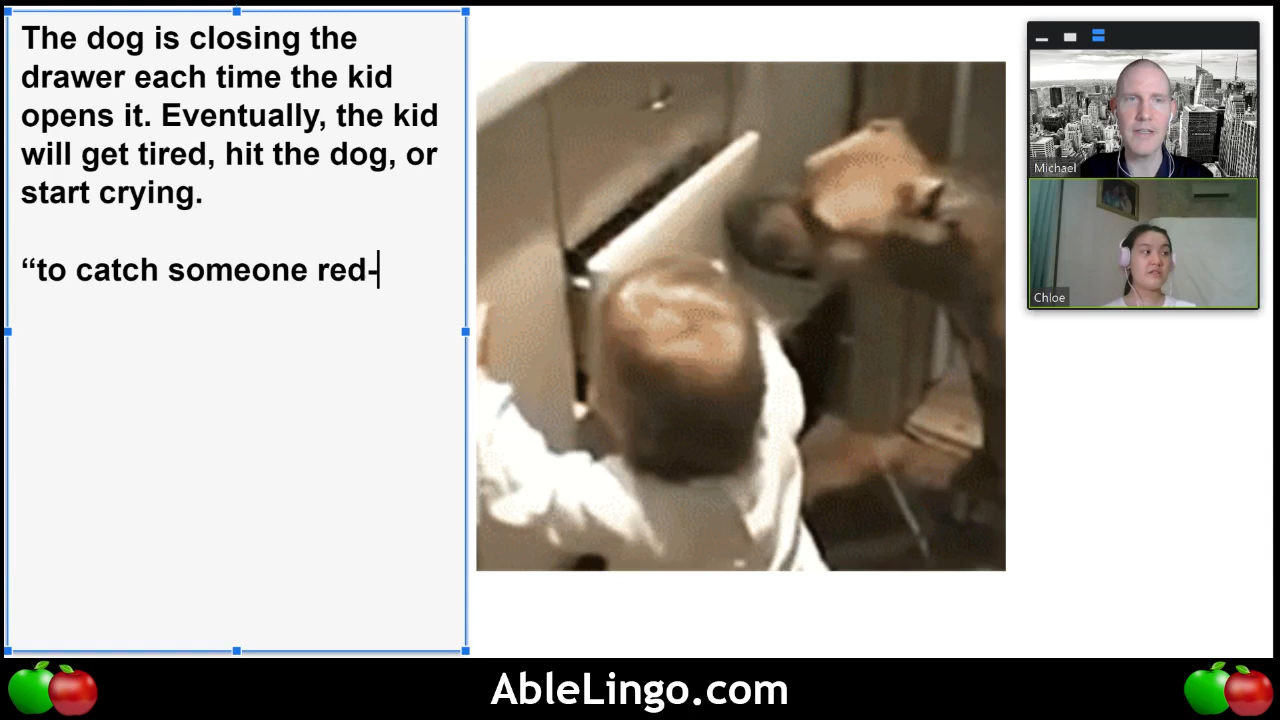 The dog is closing the
drawer each time the kid
opens it. Eventually, the kid
will get tired, hit the dog, or
start crying.
“to catch someone red-
Michael
Chloe
AbleLingo.com